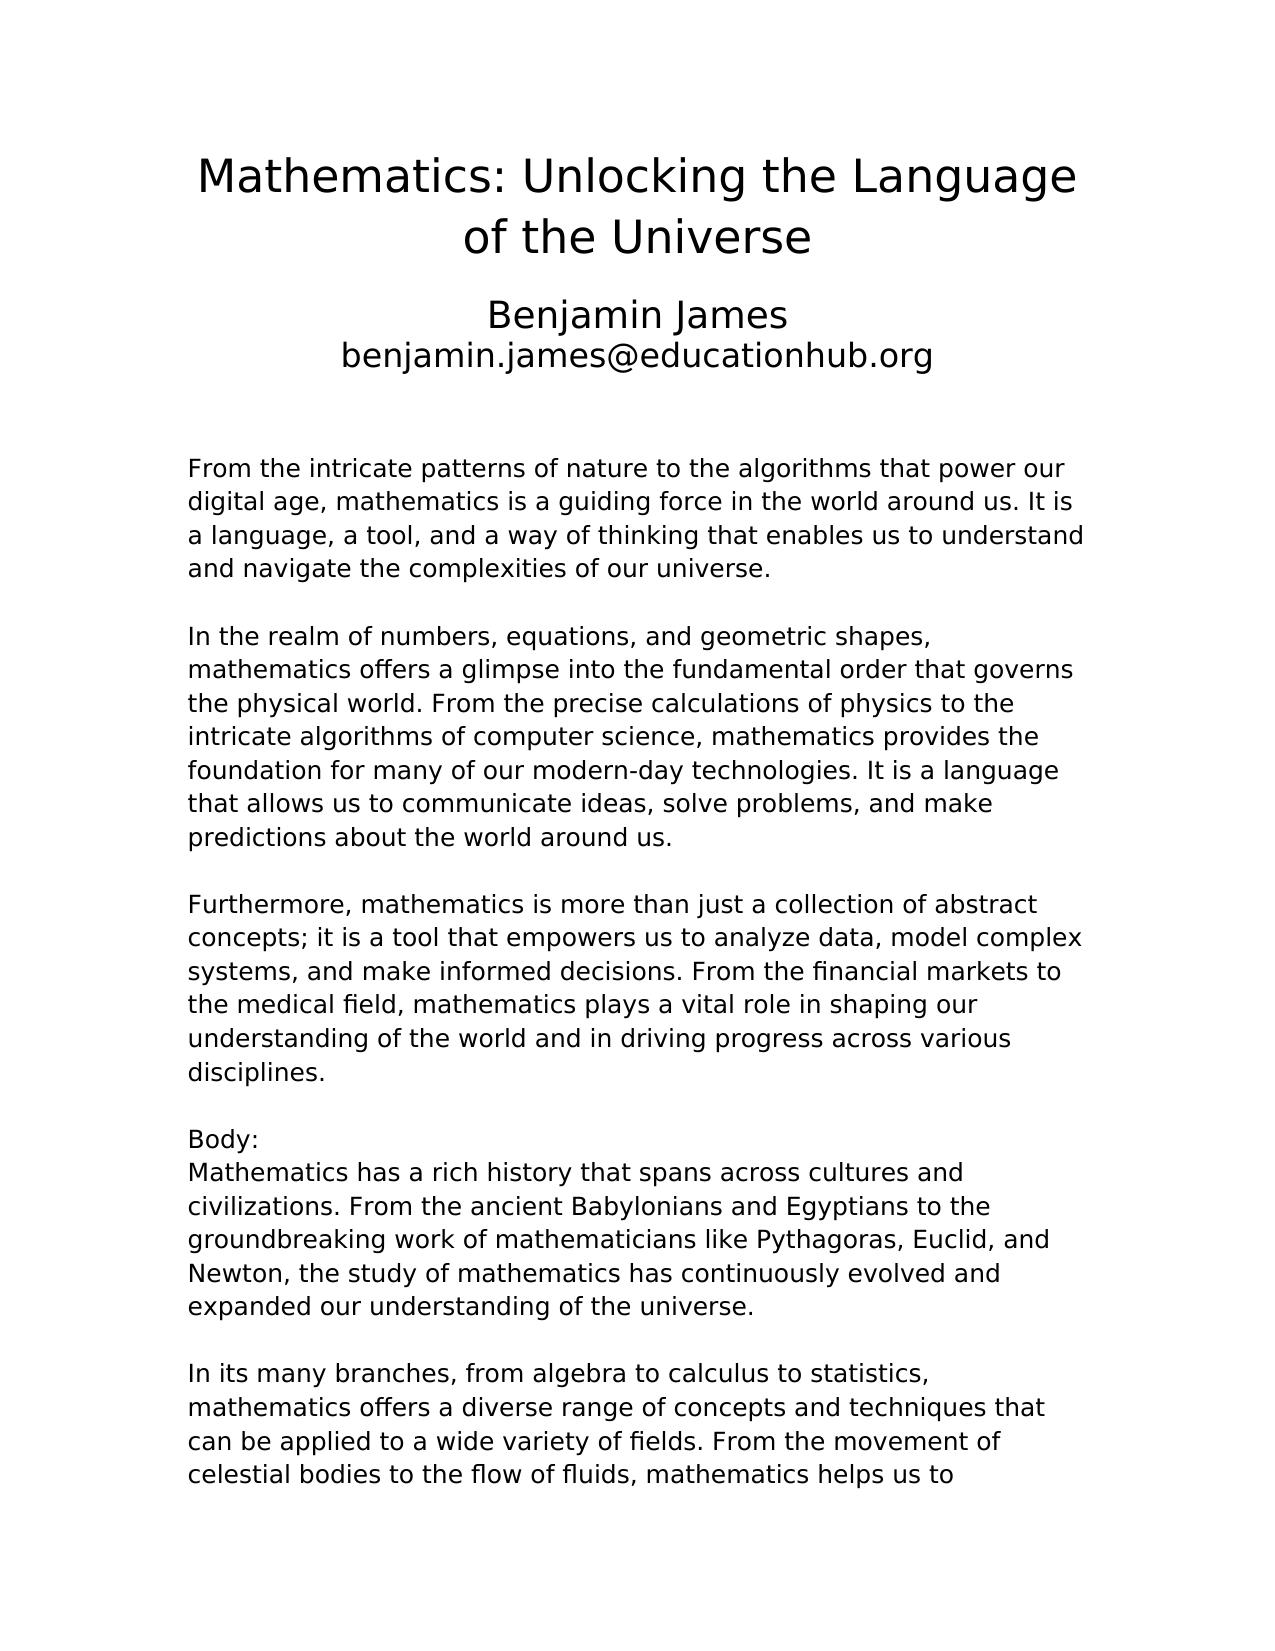 Mathematics: Unlocking the Language
of the Universe
Benjamin James
benjamin.james@educationhub.org
From the intricate patterns of nature to the algorithms that power our
digital age, mathematics is a guiding force in the world around us. It is
a language, a tool, and a way of thinking that enables us to understand
and navigate the complexities of our universe.
In the realm of numbers, equations, and geometric shapes,
mathematics offers a glimpse into the fundamental order that governs
the physical world. From the precise calculations of physics to the
intricate algorithms of computer science, mathematics provides the
foundation for many of our modern-day technologies. It is a language
that allows us to communicate ideas, solve problems, and make
predictions about the world around us.
Furthermore, mathematics is more than just a collection of abstract
concepts; it is a tool that empowers us to analyze data, model complex
systems, and make informed decisions. From the financial markets to
the medical field, mathematics plays a vital role in shaping our
understanding of the world and in driving progress across various
disciplines.
Body:
Mathematics has a rich history that spans across cultures and
civilizations. From the ancient Babylonians and Egyptians to the
groundbreaking work of mathematicians like Pythagoras, Euclid, and
Newton, the study of mathematics has continuously evolved and
expanded our understanding of the universe.
In its many branches, from algebra to calculus to statistics,
mathematics offers a diverse range of concepts and techniques that
can be applied to a wide variety of fields. From the movement of
celestial bodies to the flow of fluids, mathematics helps us to